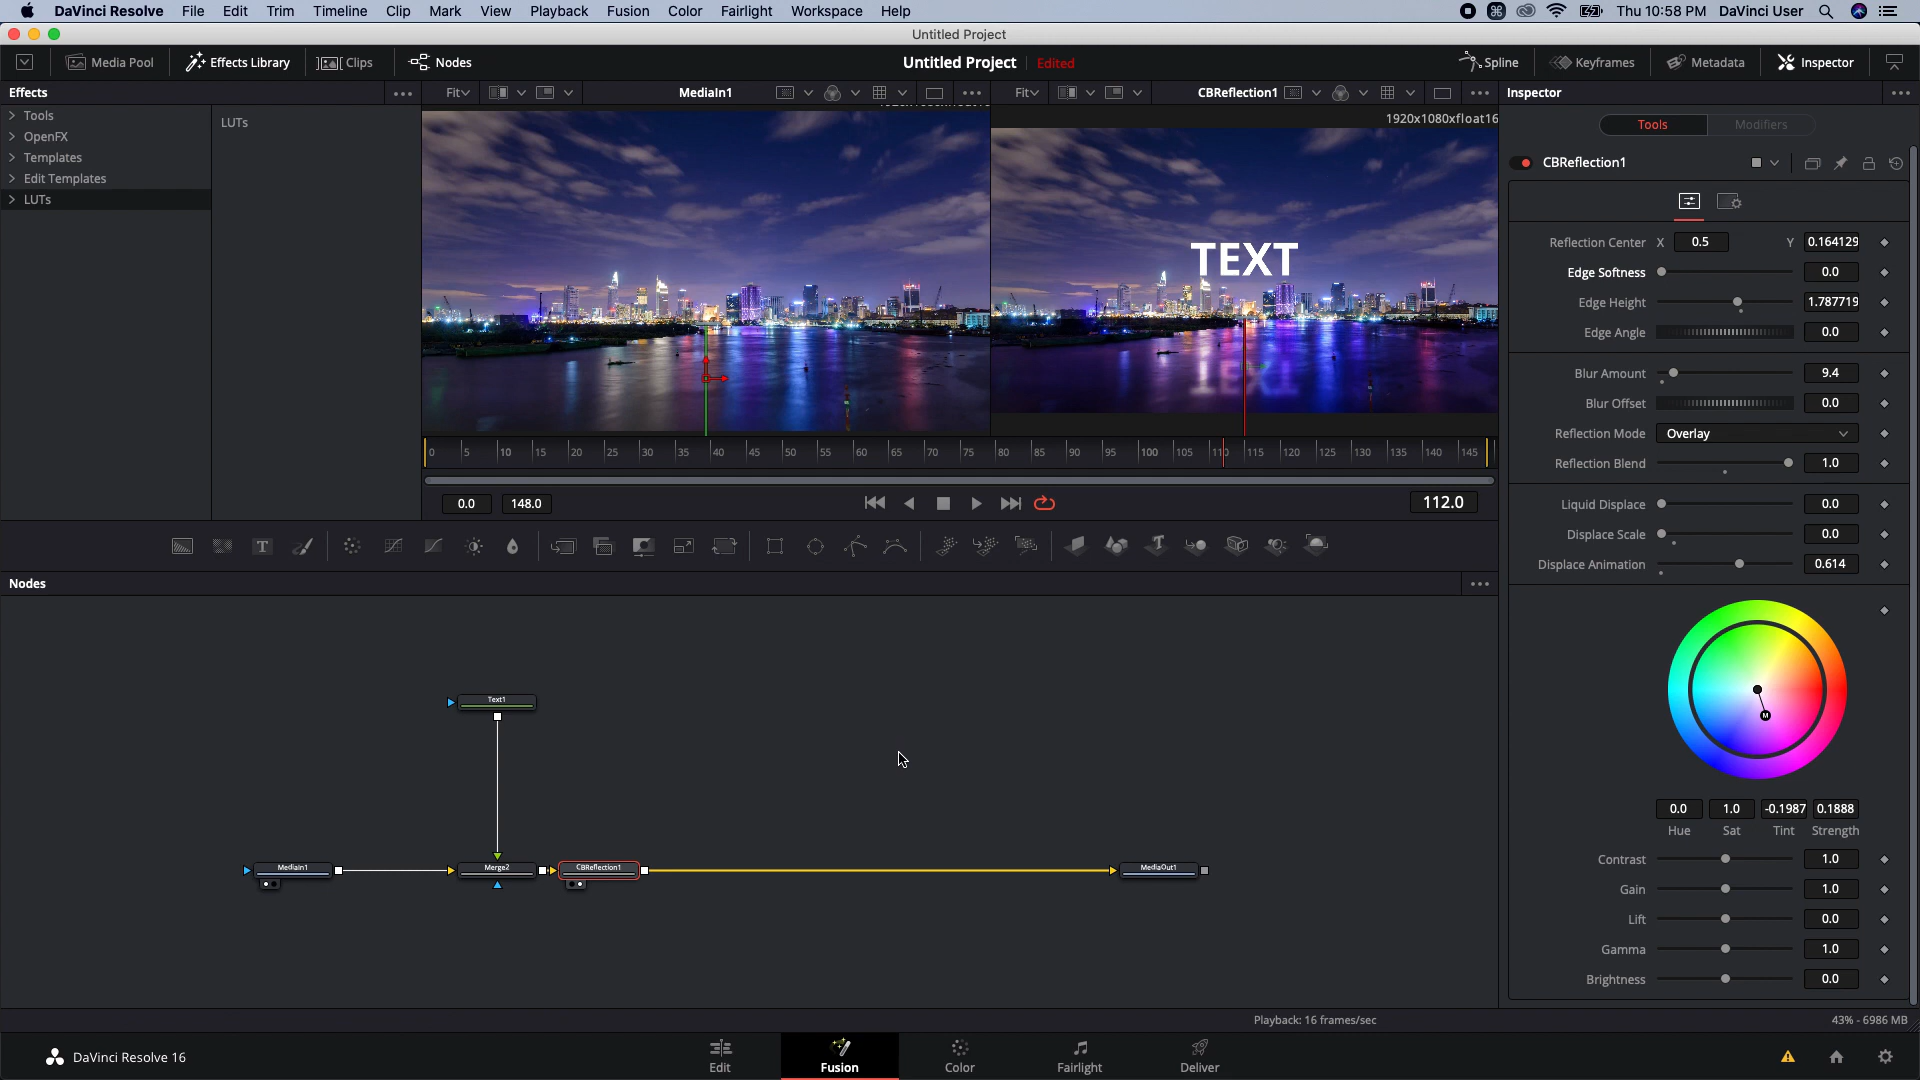 DaVinci Resolve File Edit Trim Timeline Clip Mark View Playback Fusion Color Fairlight Workspace Help Thu 10:58 PM DaVinci User
Untitled Project
Media Pool Effects Library Clips Nodes Untitled Project Edited Spline Keyframes Metadata Inspector
Effects Fit MediaIn1 Fit CBReflection1 Inspector
Tools
OpenFX
Templates
Edit Templates
LUTs
LUTs
1920x1080xfloat16
TEXT
TEXT
0 5 10 15 20 25 30 35 40 45 50 55 60 65 70 75 80 85 90 95 100 105 110 115 120 125 130 135 140 145
0.0 148.0 112.0
T
Nodes
Text1
MediaIn1 Merge2 CBReflection1 MediaOut1
Tools Modifiers
CBReflection1
Reflection Center X 0.5 Y 0.164129
Edge Softness 0.0
Edge Height 1.787719
Edge Angle 0.0
Blur Amount 9.4
Blur Offset 0.0
Reflection Mode Overlay
Reflection Blend 1.0
Liquid Displace 0.0
Displace Scale 0.0
Displace Animation 0.614
M
0.0 1.0 -0.1987 0.1888
Hue Sat Tint Strength
Contrast 1.0
Gain 1.0
Lift 0.0
Gamma 1.0
Brightness 0.0
Playback: 16 frames/sec 43% - 6986 MB
DaVinci Resolve 16 Edit Fusion Color Fairlight Deliver